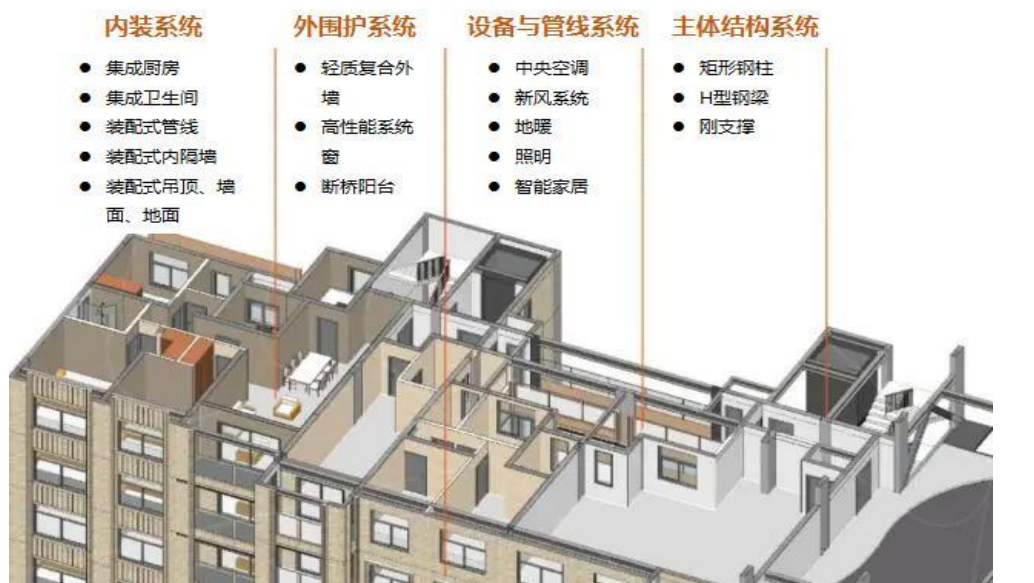 内装系统
集成厨房
集成卫生间
装配式管线
装配式内隔墙
装配式吊顶、墙
面、地面
外围护系统
轻质复合外
墙
高性能系统
窗
断桥阳台
设备与管线系统
中央空调
新风系统
地暖
照明
智能家居
主体结构系统
矩形钢柱
H型钢梁
刚支撑